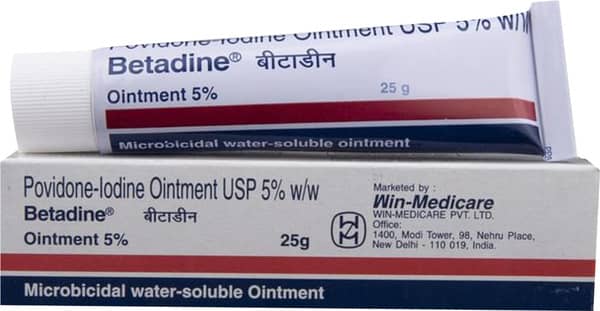 Povidone-Iodine Ointment USP 5% w/w
Betadine® बीटाडीन
Ointment 5% 25 g
Microbicidal water-soluble ointment
Povidone-Iodine Ointment USP 5% w/w
Betadine® बीटाडीन
Ointment 5% 25g
Marketed by :
Win-Medicare
WIN-MEDICARE PVT. LTD.
Office:
1400, Modi Tower, 98, Nehru Place,
New Delhi - 110 019, India.
Microbicidal water-soluble Ointment